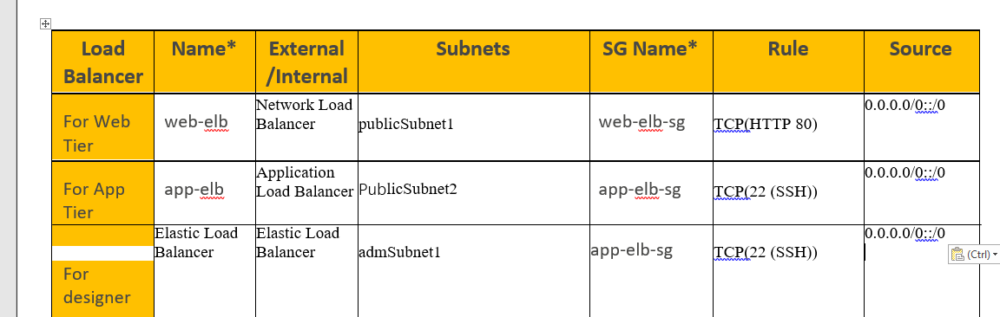 Load Balancer Name* External /Internal Subnets SG Name* Rule Source
For Web Tier web-elb Network Load Balancer publicSubnet1 web-elb-sg TCP(HTTP 80) 0.0.0.0/0::/0
For App Tier app-elb Application Load Balancer PublicSubnet2 app-elb-sg TCP(22 (SSH)) 0.0.0.0/0::/0
For designer Elastic Load Balancer Elastic Load Balancer admSubnet1 app-elb-sg TCP(22 (SSH)) 0.0.0.0/0::/0
(Ctrl)